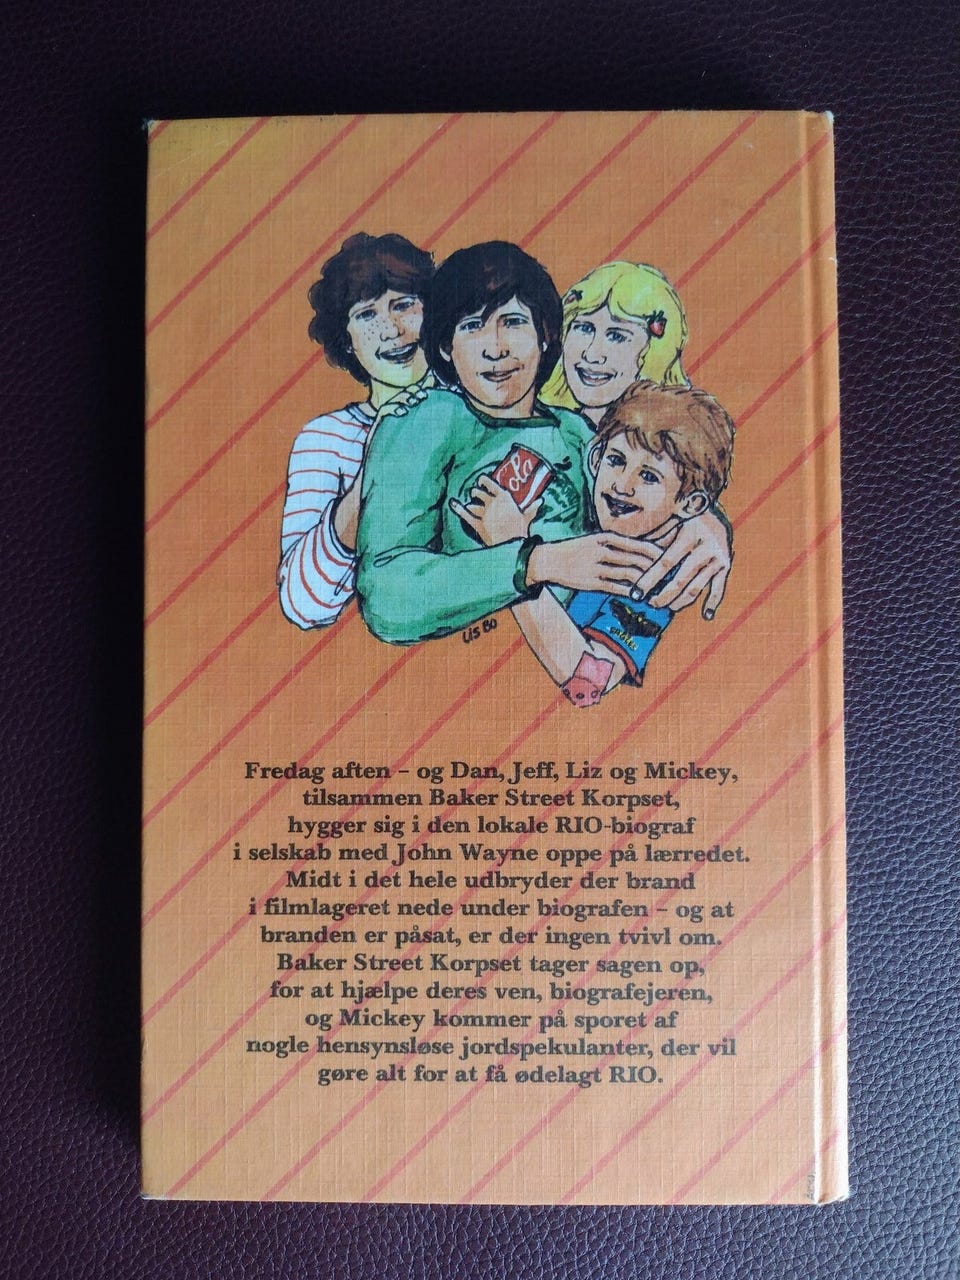 Cola
Lis Bo
Fredag aften – og Dan, Jeff, Liz og Mickey,
tilsammen Baker Street Korpset,
hygger sig i den lokale RIO-biograf
i selskab med John Wayne oppe på lærredet.
Midt i det hele udbryder der brand
i filmlageret nede under biografen – og at
branden er påsat, er der ingen tvivl om.
Baker Street Korpset tager sagen op,
for at hjælpe deres ven, biografejeren,
og Mickey kommer på sporet af
nogle hensynsløse jordspekulanter, der vil
gøre alt for at få ødelagt RIO.